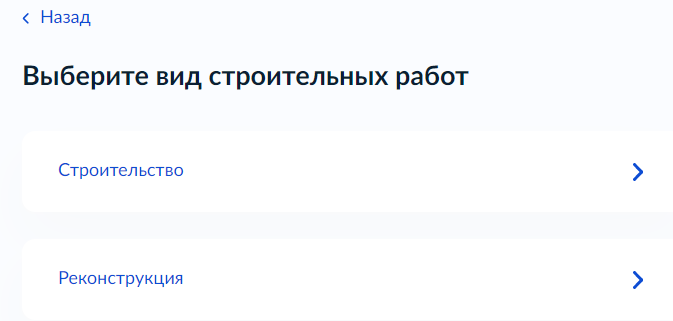 Назад
Выберите вид строительных работ
Строительство
Реконструкция